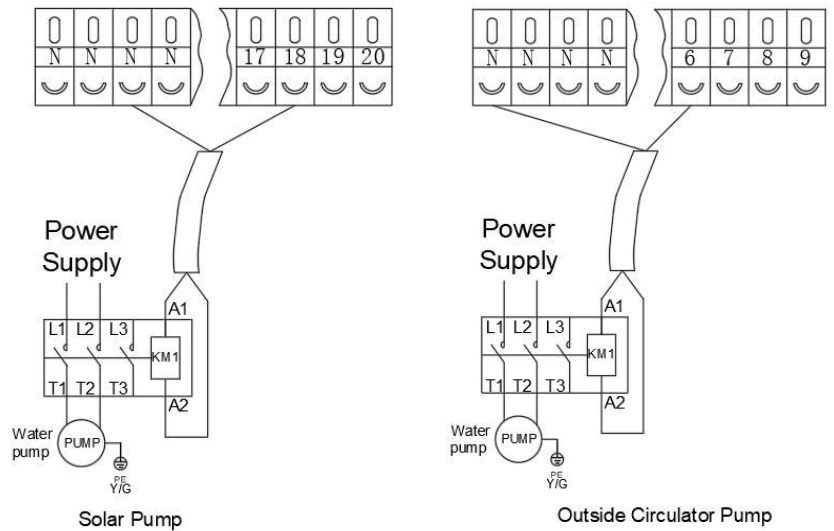 N N N N 17 18 19 20
Power
Supply
A1
L1 L2 L3
KM1
T1 T2 T3
A2
Water
pump
PUMP
PE
Y/G
Solar Pump
N N N N 6 7 8 9
Power
Supply
A1
L1 L2 L3
KM1
T1 T2 T3
A2
Water
pump
PUMP
PE
Y/G
Outside Circulator Pump